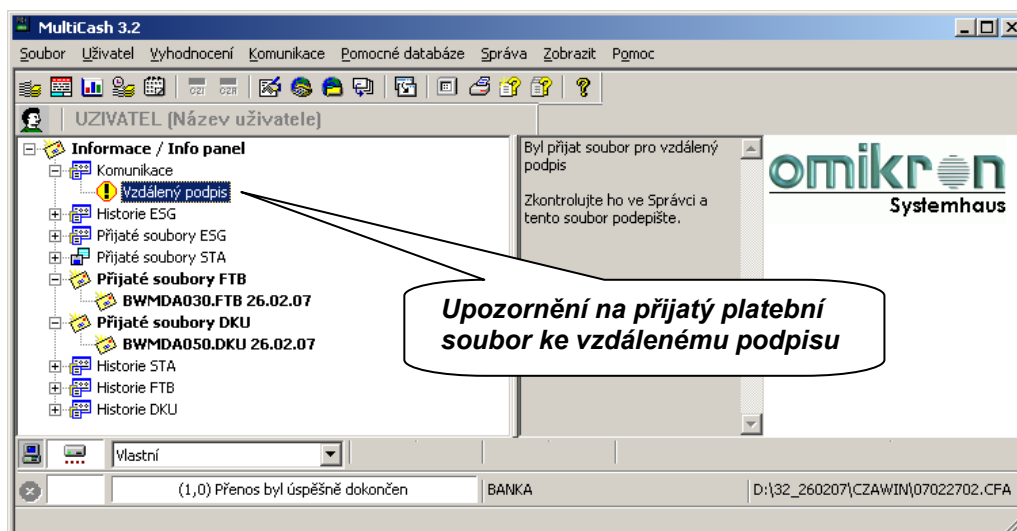 MultiCash 3.2
Soubor Uživatel Vyhodnocení Komunikace Pomocné databáze Správa Zobrazit Pomoc
CZI CZR
UZIVATEL (Název uživatele)
Informace / Info panel
Komunikace
Vzdálený podpis
Historie ESG
Přijaté soubory ESG
Přijaté soubory STA
Přijaté soubory FTB
BWMDA030.FTB 26.02.07
Přijaté soubory DKU
BWMDA050.DKU 26.02.07
Historie STA
Historie FTB
Historie DKU
Byl přijat soubor pro vzdálený
podpis
Zkontrolujte ho ve Správci a
tento soubor podepište.
omikron
Systemhaus
Upozornění na přijatý platební
soubor ke vzdálenému podpisu
Vlastní
(1,0) Přenos byl úspěšně dokončen BANKA D:\32_260207\CZAWIN\07022702.CFA